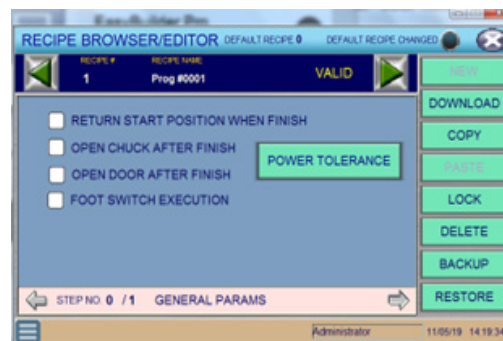 EasyBuilder Pro
RECIPE BROWSER/EDITOR DEFAULT RECIPE 0 DEFAULT RECIPE CHANGED
RECIPE # RECIPE NAME
1 Prog #0001 VALID
NEW
DOWNLOAD
COPY
PASTE
LOCK
DELETE
BACKUP
RESTORE
RETURN START POSITION WHEN FINISH
OPEN CHUCK AFTER FINISH
OPEN DOOR AFTER FINISH
FOOT SWITCH EXECUTION
POWER TOLERANCE
STEP NO. 0 /1 GENERAL PARAMS
Administrator 11/05/19 14:19:34